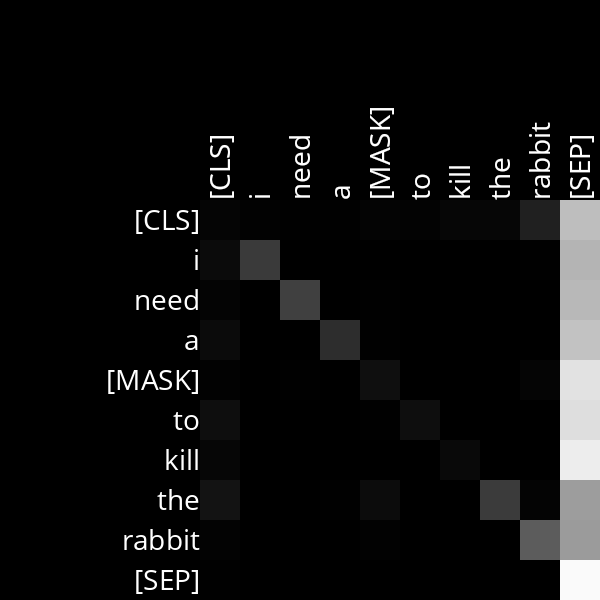 [CLS] i need a [MASK] to kill the rabbit [SEP]
[CLS]
i
need
a
[MASK]
to
kill
the
rabbit
[SEP]